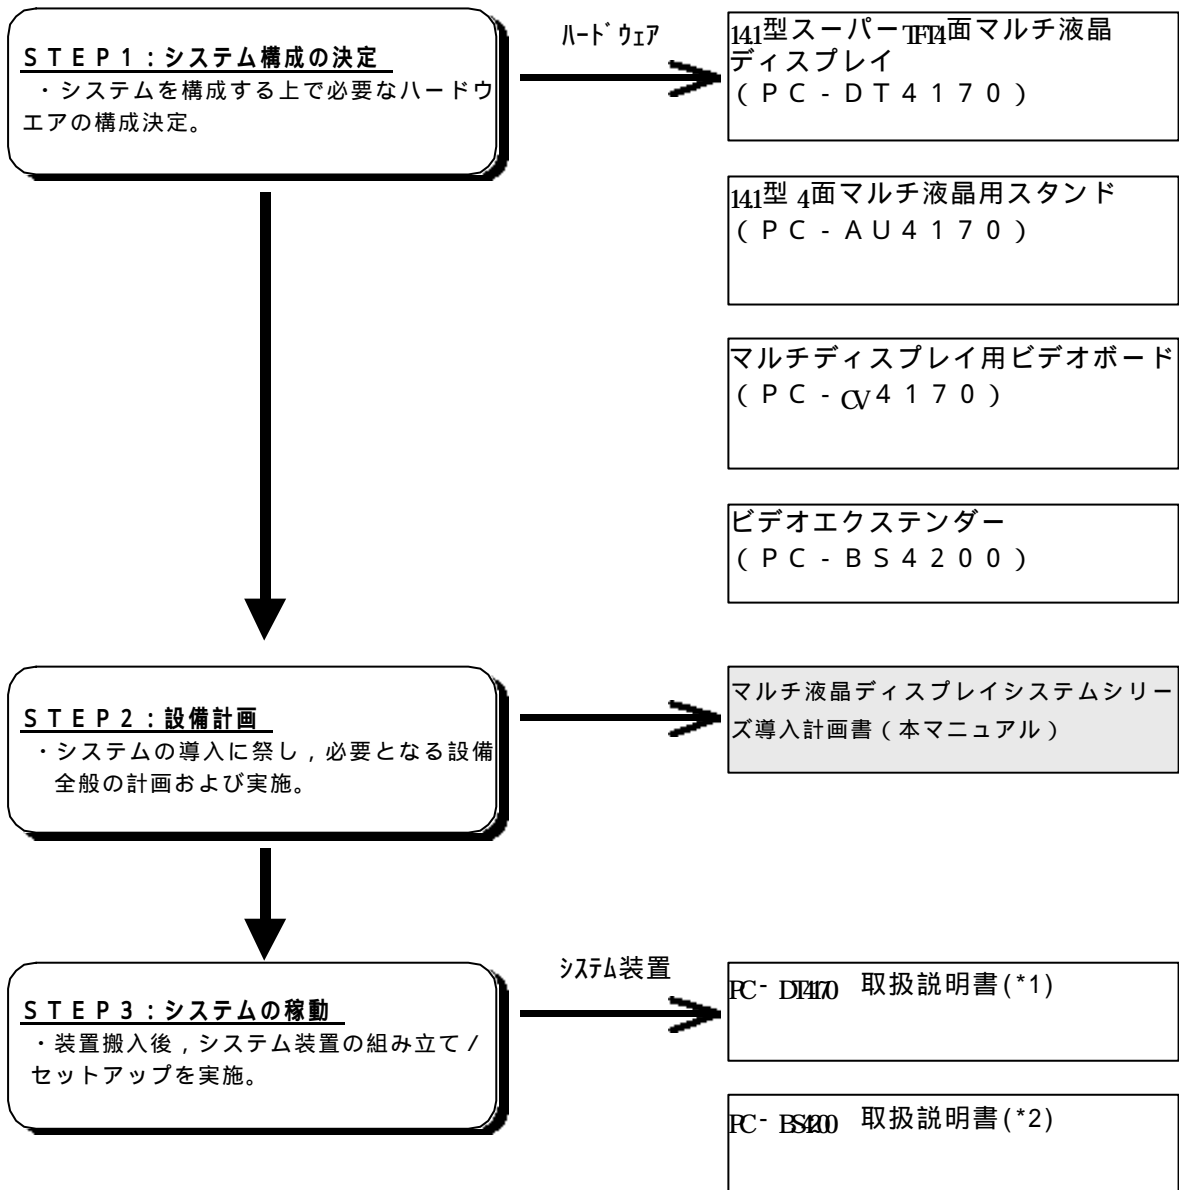 STEP1：システム構成の決定
・システムを構成する上で必要なハードウ
エアの構成決定。
ハードウェア
14.1型スーパーTFT4面マルチ液晶
ディスプレイ
(PC-DT4170)
14.1型 4面マルチ液晶用スタンド
(PC-AU4170)
マルチディスプレイ用ビデオボード
(PC-CV4170)
ビデオエクステンダー
(PC-BS4200)
STEP2：設備計画
・システムの導入に祭し，必要となる設備
全般の計画および実施。
マルチ液晶ディスプレイシステムシリー
ズ導入計画書(本マニュアル)
STEP3：システムの稼動
・装置搬入後，システム装置の組み立て/
セットアップを実施。
システム装置
PC- DT4170 取扱説明書(*1)
PC- BS4200 取扱説明書(*2)